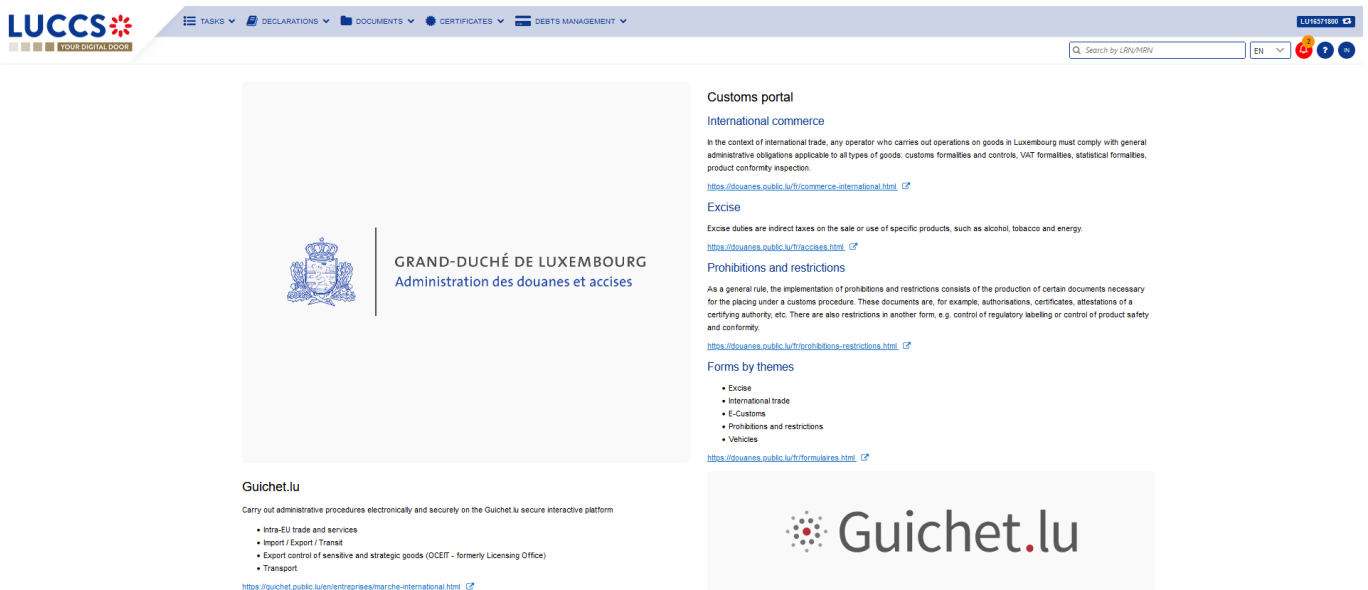 LUCCS
YOUR DIGITAL DOOR
TASKS
DECLARATIONS
DOCUMENTS
CERTIFICATES
DEBTS MANAGEMENT
LU16571800
Search by LRN/MRN
EN
2
?
IN
GRAND-DUCHÉ DE LUXEMBOURG
Administration des douanes et accises
Customs portal
International commerce
In the context of international trade, any operator who carries out operations on goods in Luxembourg must comply with general
administrative obligations applicable to all types of goods: customs formalities and controls, VAT formalities, statistical formalities,
product conformity inspection.
https://douanes.public.lu/fr/commerce-international.html
Excise
Excise duties are indirect taxes on the sale or use of specific products, such as alcohol, tobacco and energy.
https://douanes.public.lu/fr/accises.html
Prohibitions and restrictions
As a general rule, the implementation of prohibitions and restrictions consists of the production of certain documents necessary
for the placing under a customs procedure. These documents are, for example, authorisations, certificates, attestations of a
certifying authority, etc. There are also restrictions in another form, e.g. control of regulatory labelling or control of product safety
and conformity.
https://douanes.public.lu/fr/prohibitions-restrictions.html
Forms by themes
• Excise
• International trade
• E-Customs
• Prohibitions and restrictions
• Vehicles
https://douanes.public.lu/fr/formulaires.html
Guichet.lu
Carry out administrative procedures electronically and securely on the Guichet.lu secure interactive platform
• Intra-EU trade and services
• Import / Export / Transit
• Export control of sensitive and strategic goods (OCEIT - formerly Licensing Office)
• Transport
https://guichet.public.lu/en/entreprises/marche-international.html
Guichet.lu